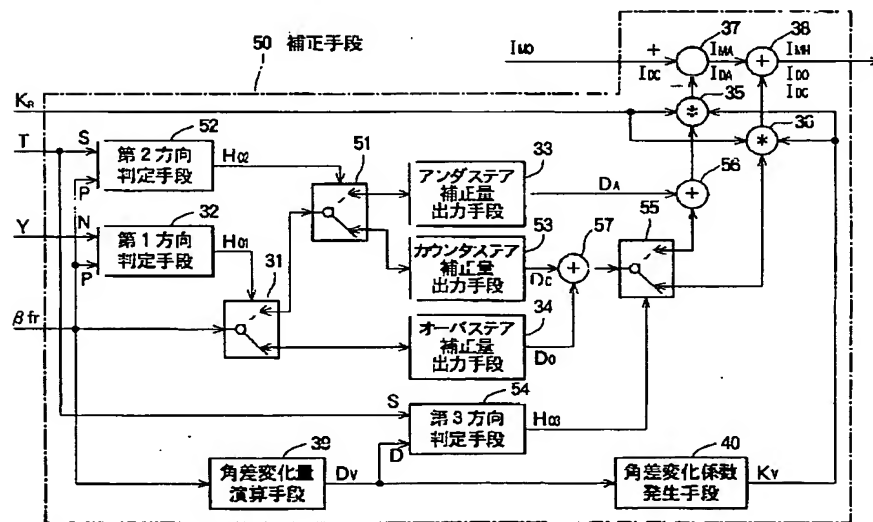 50 補正手段
IMO
+
IDC
37
IMA
IDA
-
38
+
IMH
IDO
IDC
KR
35
*
36
*
T
S
52
第2方向
判定手段
H02
P
51
33
アンダステア
補正量
出力手段
DA
56
+
Y
N
32
第1方向
判定手段
H01
P
31
53
カウンタステア
補正量
出力手段
DC
57
+
55
βfr
34
オーバステア
補正量
出力手段
DO
54
S
第3方向
判定手段
H03
D
39
角差変化量
演算手段
DV
40
角差変化係数
発生手段
KV